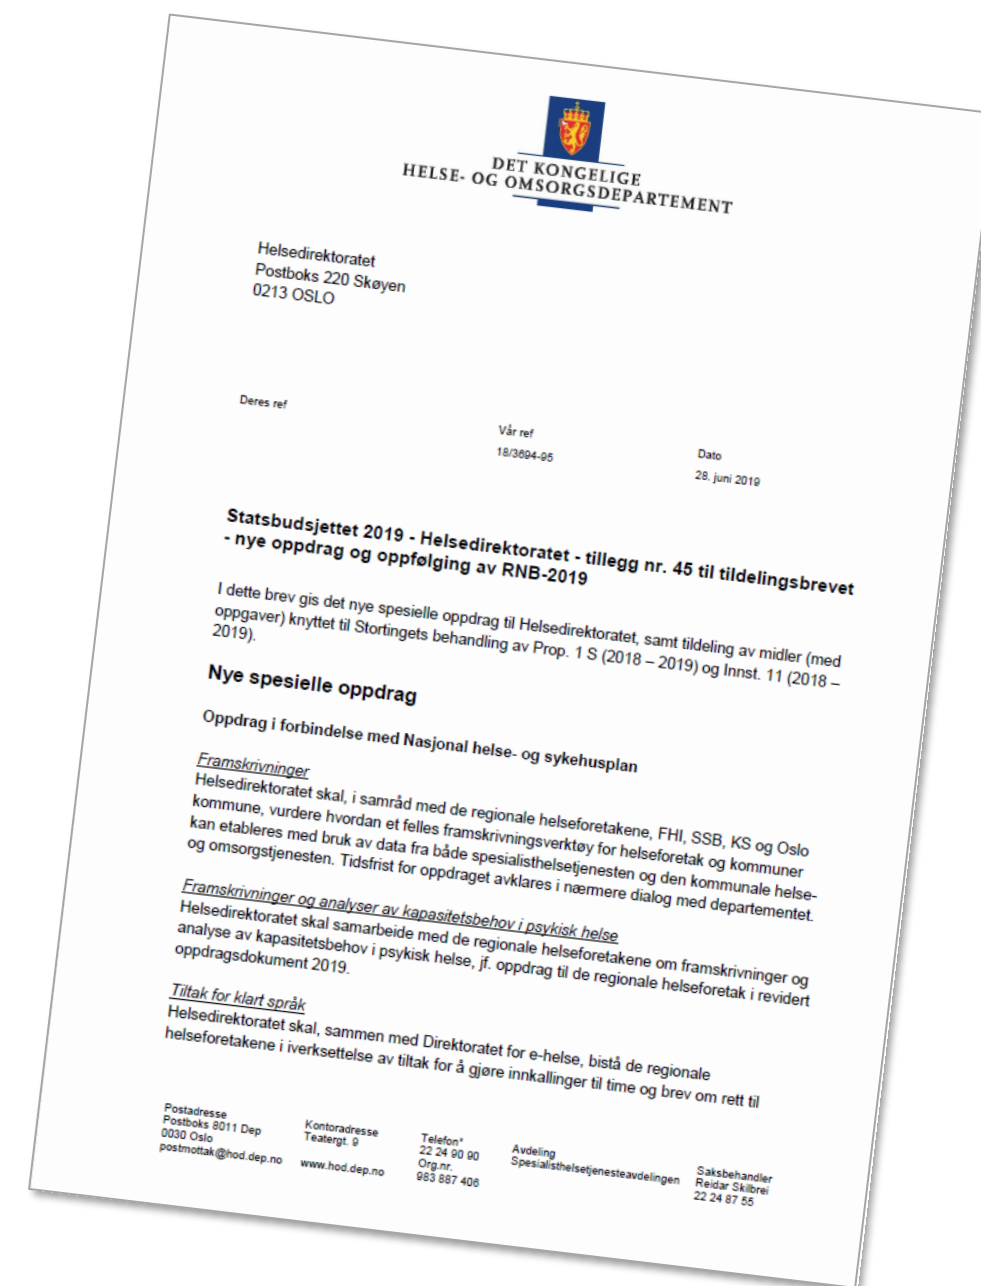 DET KONGELIGE
HELSE- OG OMSORGSDEPARTEMENT
Helsedirektoratet
Postboks 220 Skøyen
0213 OSLO
Deres ref
Vår ref
18/3694-95
Dato
28. juni 2019
Statsbudsjettet 2019 - Helsedirektoratet - tillegg nr. 45 til tildelingsbrevet
- nye oppdrag og oppfølging av RNB-2019
I dette brev gis det nye spesielle oppdrag til Helsedirektoratet, samt tildeling av midler (med
oppgaver) knyttet til Stortingets behandling av Prop. 1 S (2018 – 2019) og Innst. 11 (2018 –
2019).
Nye spesielle oppdrag
Oppdrag i forbindelse med Nasjonal helse- og sykehusplan
Framskrivninger
Helsedirektoratet skal, i samråd med de regionale helseforetakene, FHI, SSB, KS og Oslo
kommune, vurdere hvordan et felles framskrivningsverktøy for helseforetak og kommuner
kan etableres med bruk av data fra både spesialisthelsetjenesten og den kommunale helse-
og omsorgstjenesten. Tidsfrist for oppdraget avklares i nærmere dialog med departementet.
Framskrivninger og analyser av kapasitetsbehov i psykisk helse
Helsedirektoratet skal samarbeide med de regionale helseforetakene om framskrivninger og
analyse av kapasitetsbehov i psykisk helse, jf. oppdrag til de regionale helseforetak i revidert
oppdragsdokument 2019.
Tiltak for klart språk
Helsedirektoratet skal, sammen med Direktoratet for e-helse, bistå de regionale
helseforetakene i iverksettelse av tiltak for å gjøre innkallinger til time og brev om rett til
Postadresse
Postboks 8011 Dep
0030 Oslo
postmottak@hod.dep.no
Kontoradresse
Teatergt. 9
www.hod.dep.no
Telefon*
22 24 90 90
Org.nr.
983 887 406
Avdeling
Spesialisthelsetjenesteavdelingen
Saksbehandler
Reidar Skilbrei
22 24 87 55